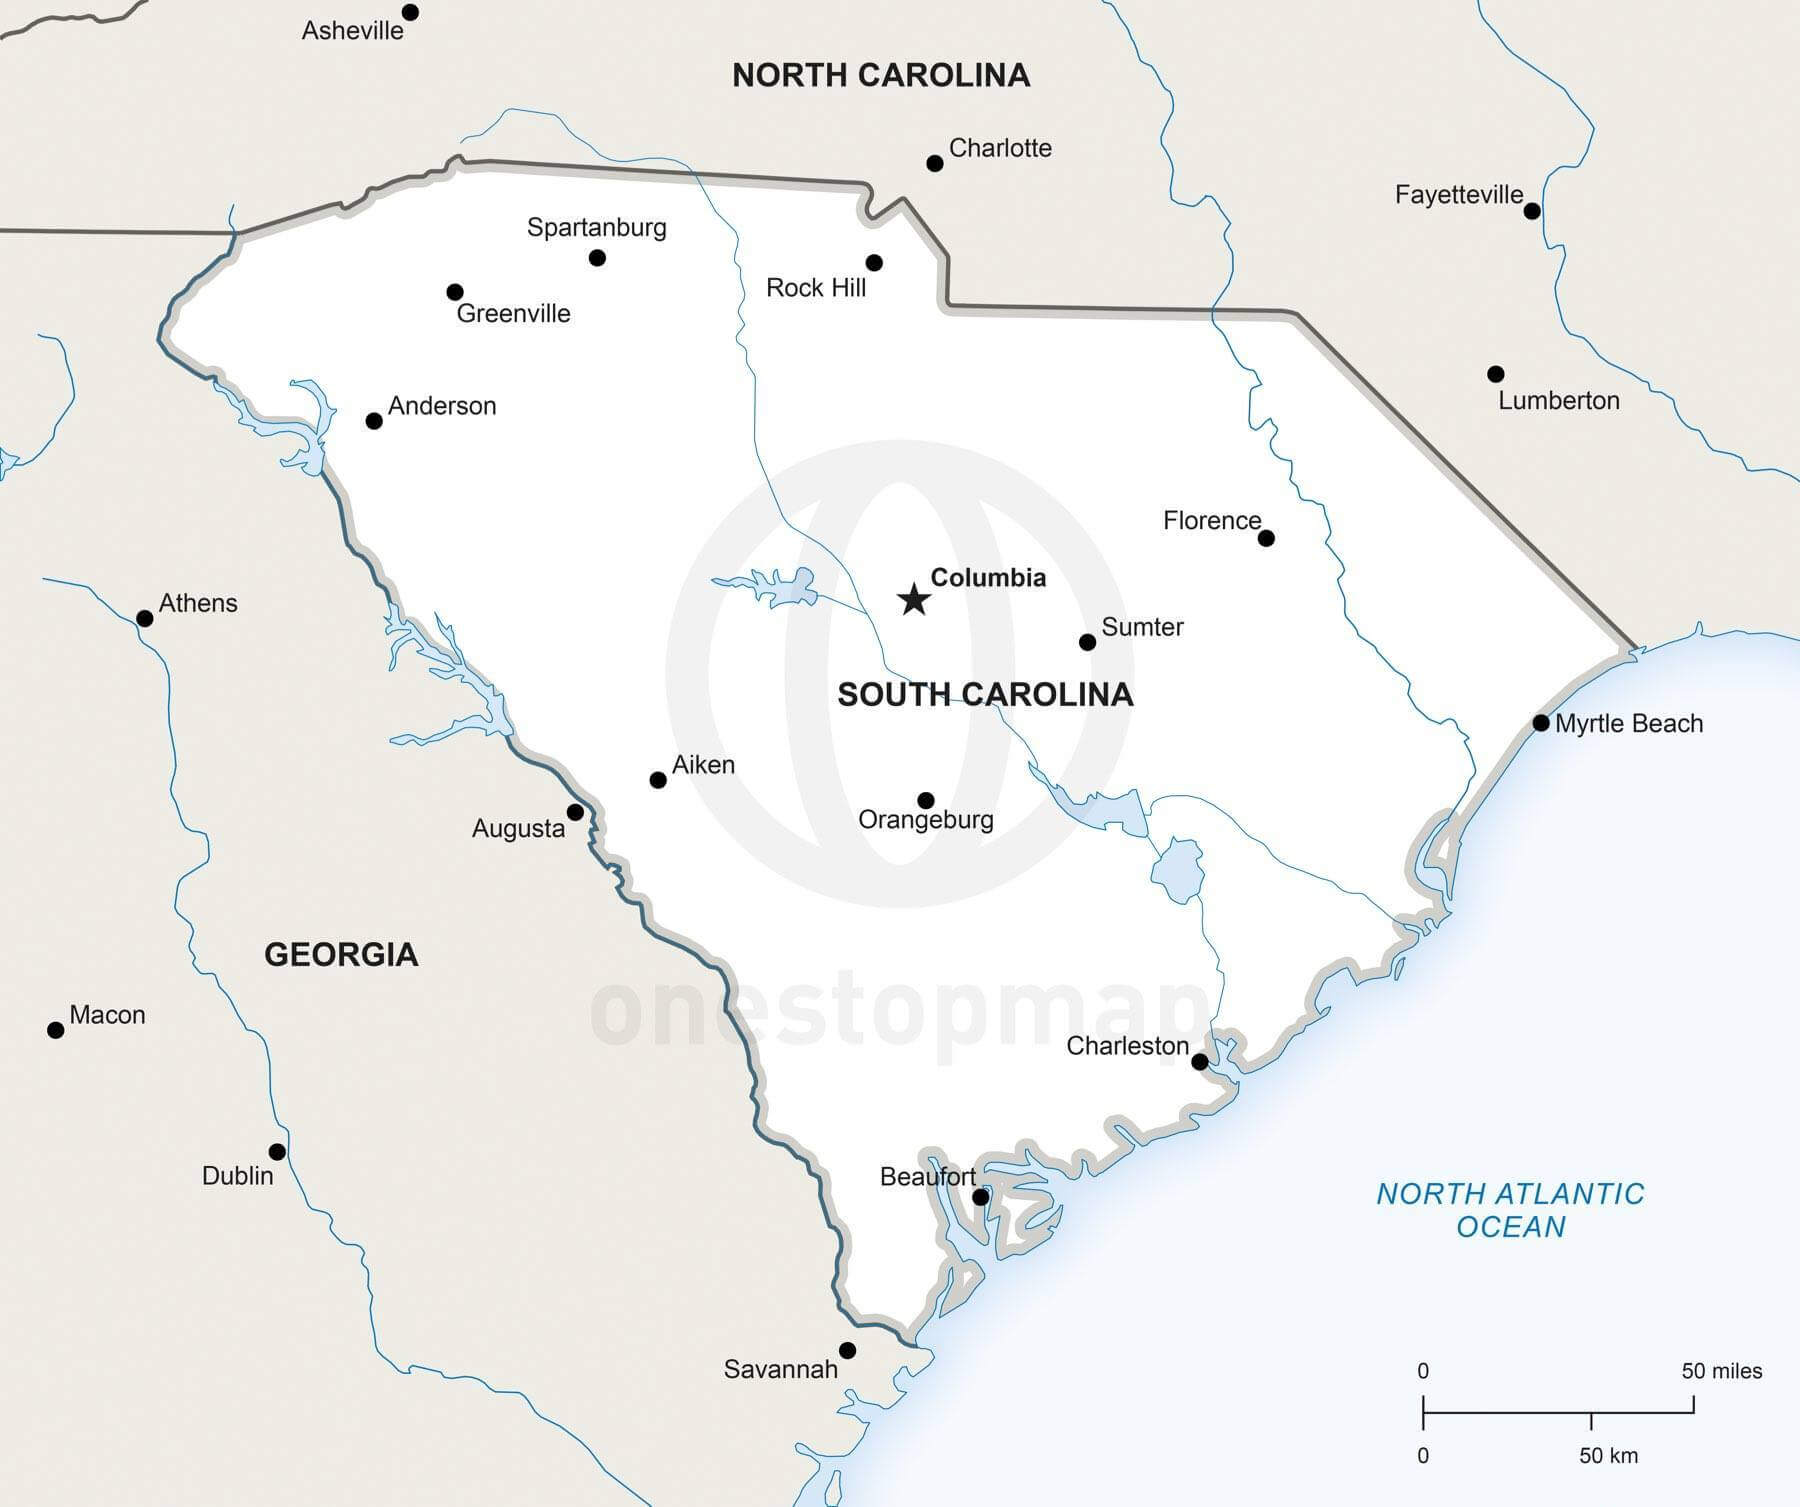 Asheville
NORTH CAROLINA
Charlotte
Fayetteville
Spartanburg
Rock Hill
Greenville
Lumberton
Anderson
Florence
Columbia
Athens
Sumter
SOUTH CAROLINA
Myrtle Beach
Aiken
Orangeburg
Augusta
GEORGIA
onestopmap
Macon
Charleston
Dublin
Beaufort
NORTH ATLANTIC
OCEAN
Savannah
0 50 miles
0 50 km